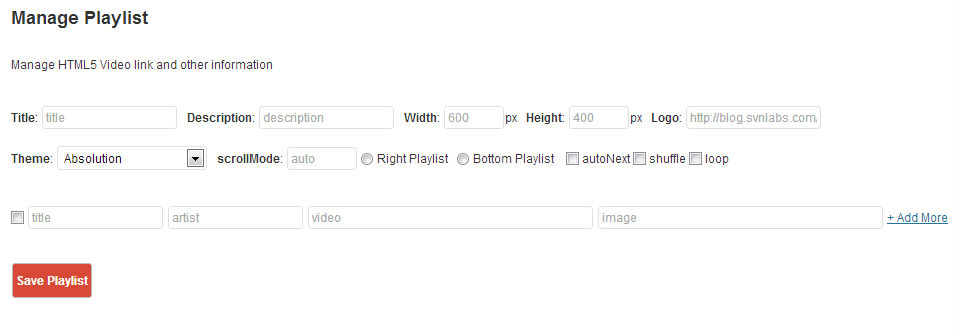 Manage Playlist
Manage HTML5 Video link and other information
Title: title Description: description Width: 600 px Height: 400 px Logo: http://blog.svnlabs.com/
Theme: Absolution scrollMode: auto Right Playlist Bottom Playlist autoNext shuffle loop
title artist video image + Add More
Save Playlist